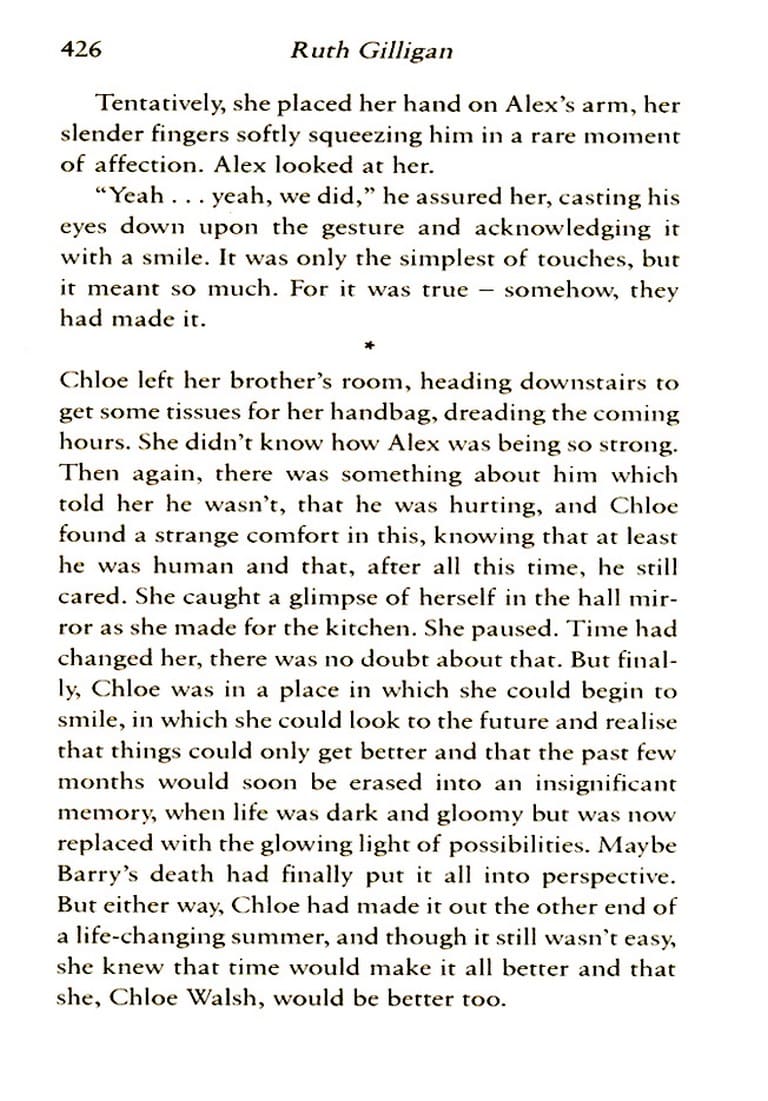 426 Ruth Gilligan
Tentatively, she placed her hand on Alex’s arm, her
slender fingers softly squeezing him in a rare moment
of affection. Alex looked at her.
“Yeah . . . yeah, we did,” he assured her, casting his
eyes down upon the gesture and acknowledging it
with a smile. It was only the simplest of touches, but
it meant so much. For it was true – somehow, they
had made it.
*
Chloe left her brother’s room, heading downstairs to
get some tissues for her handbag, dreading the coming
hours. She didn’t know how Alex was being so strong.
Then again, there was something about him which
told her he wasn’t, that he was hurting, and Chloe
found a strange comfort in this, knowing that at least
he was human and that, after all this time, he still
cared. She caught a glimpse of herself in the hall mir-
ror as she made for the kitchen. She paused. Time had
changed her, there was no doubt about that. But final-
ly, Chloe was in a place in which she could begin to
smile, in which she could look to the future and realise
that things could only get better and that the past few
months would soon be erased into an insignificant
memory, when life was dark and gloomy but was now
replaced with the glowing light of possibilities. Maybe
Barry’s death had finally put it all into perspective.
But either way, Chloe had made it out the other end of
a life-changing summer, and though it still wasn’t easy,
she knew that time would make it all better and that
she, Chloe Walsh, would be better too.